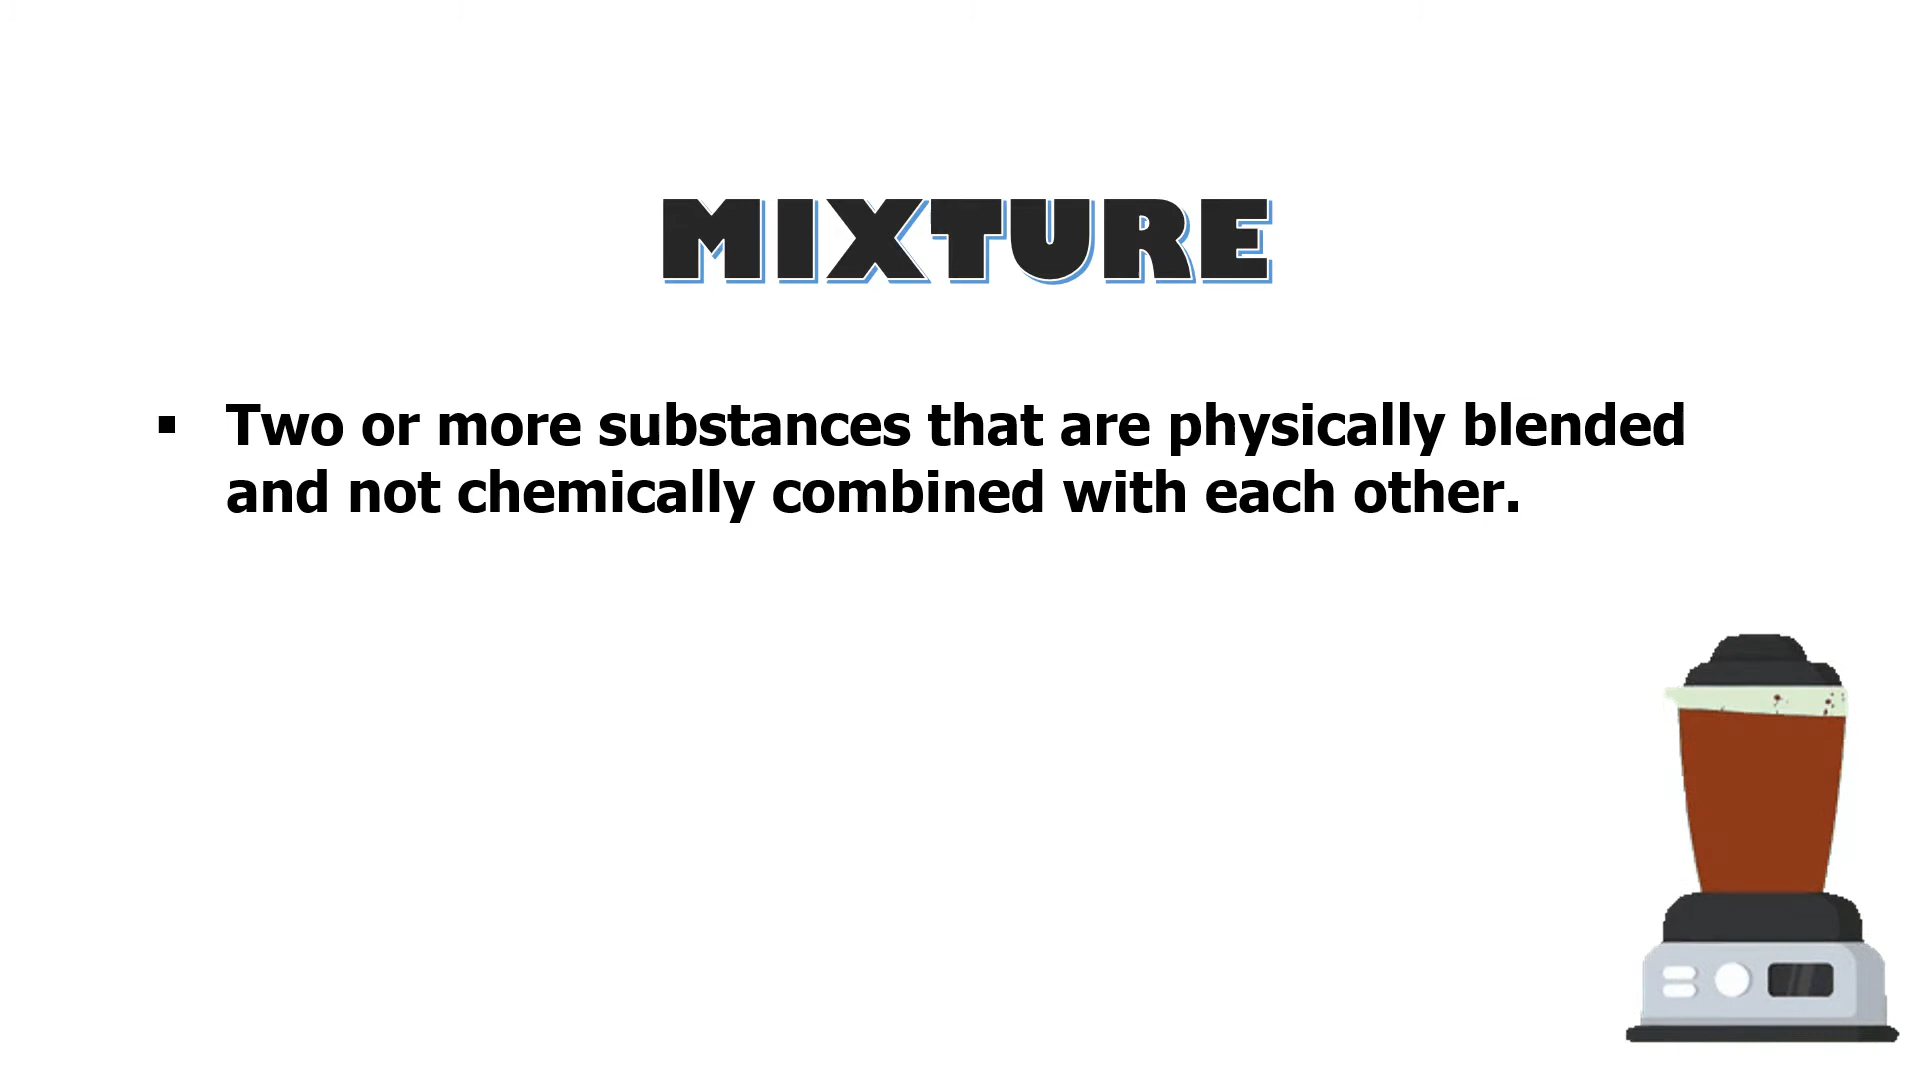 MIXTURE
▪ Two or more substances that are physically blended
and not chemically combined with each other.